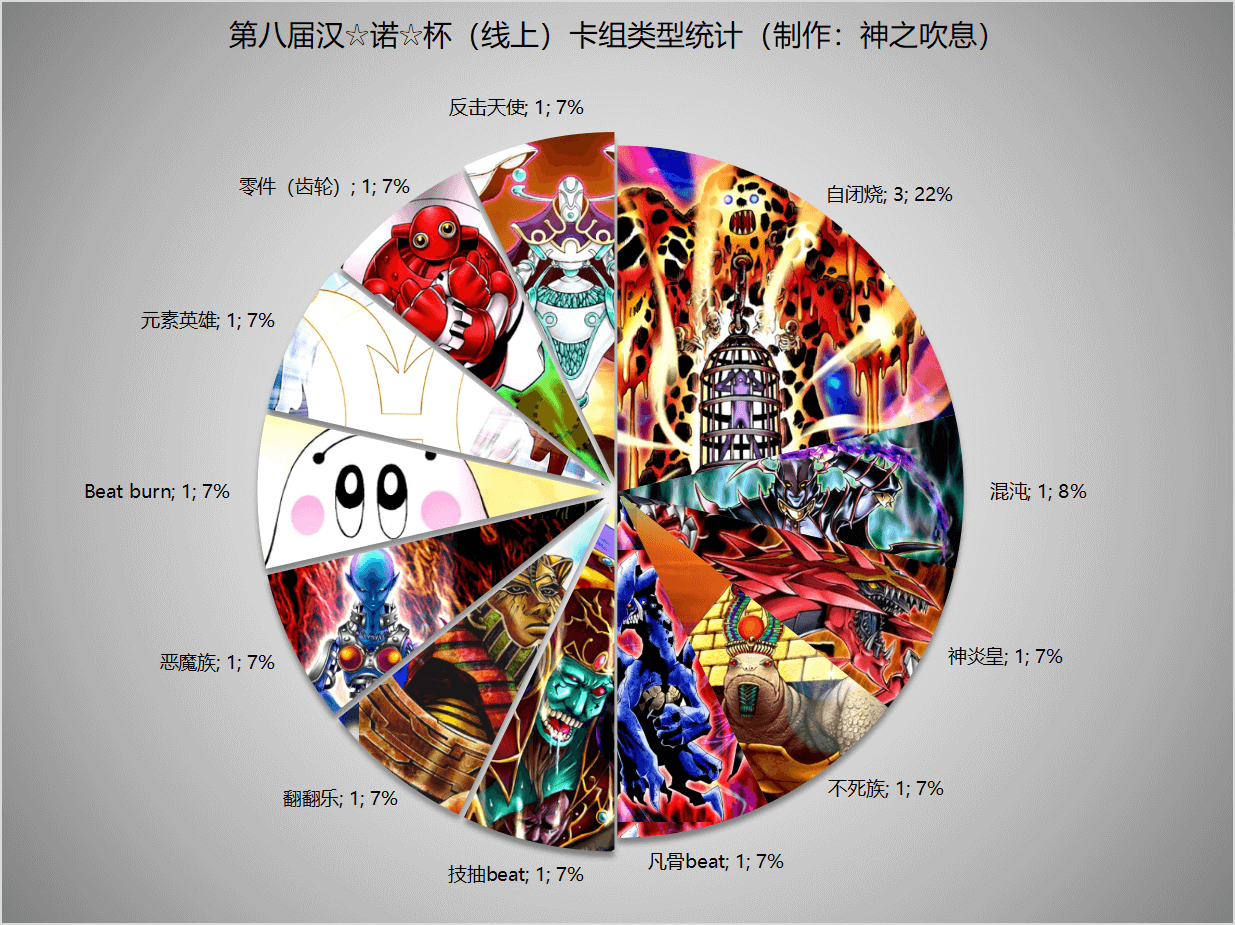 第八届汉☆诺☆杯（线上）卡组类型统计（制作：神之吹息）
反击天使; 1; 7%
自闭烧; 3; 22%
零件（齿轮）; 1; 7%
元素英雄; 1; 7%
Beat burn; 1; 7%
混沌; 1; 8%
恶魔族; 1; 7%
神炎皇; 1; 7%
翻翻乐; 1; 7%
不死族; 1; 7%
技抽beat; 1; 7%
凡骨beat; 1; 7%